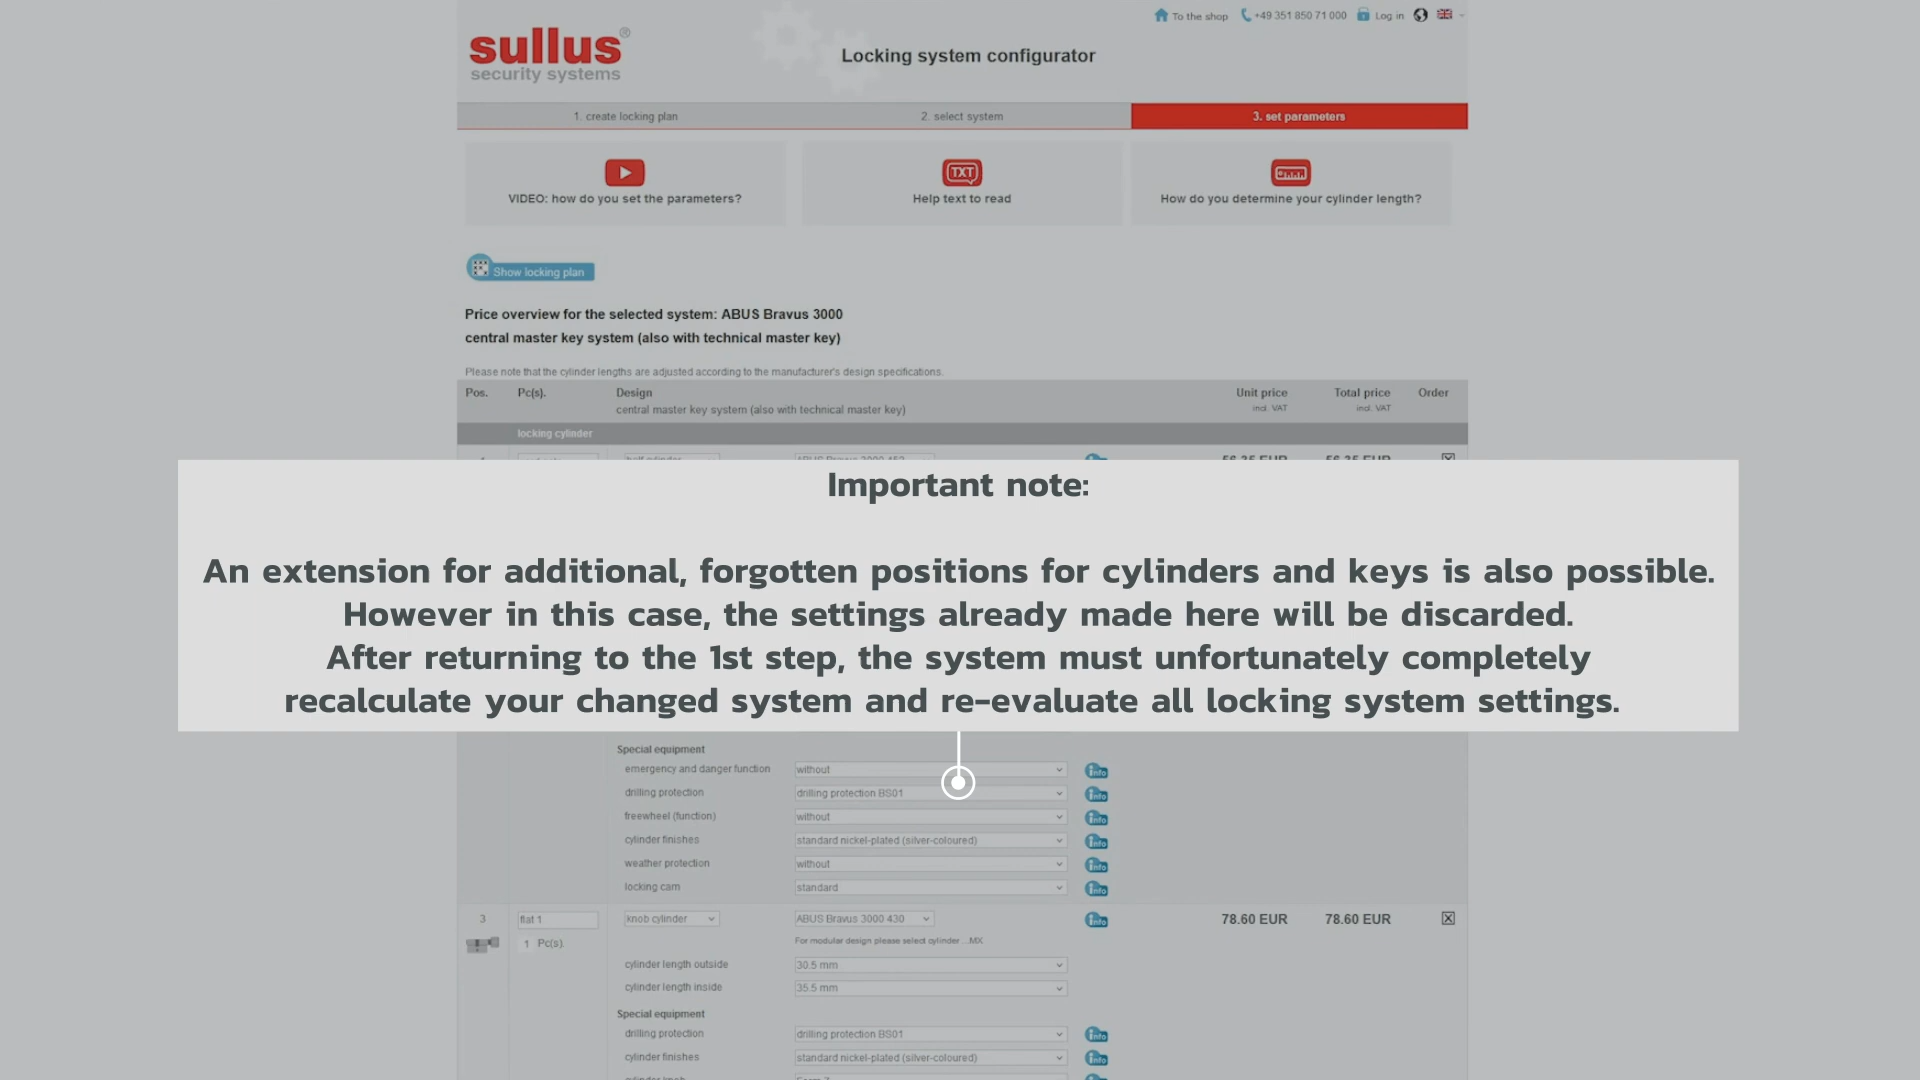 To the shop +49 351 850 71 000 Log in
sullus®
security systems
Locking system configurator
1. create locking plan 2. select system 3. set parameters
TXT
VIDEO: how do you set the parameters? Help text to read How do you determine your cylinder length?
Show locking plan
Price overview for the selected system: ABUS Bravus 3000
central master key system (also with technical master key)
Please note that the cylinder lengths are adjusted according to the manufacturer's design specifications.
Pos. Pc(s). Design Unit price Total price Order
central master key system (also with technical master key) incl. VAT incl. VAT
locking cylinder
Important note:
An extension for additional, forgotten positions for cylinders and keys is also possible.
However in this case, the settings already made here will be discarded.
After returning to the 1st step, the system must unfortunately completely
recalculate your changed system and re-evaluate all locking system settings.
Special equipment
emergency and danger function without info
drilling protection drilling protection BS01 info
freewheel (function) without info
cylinder finishes standard nickel-plated (silver-coloured) info
weather protection without info
locking cam standard info
3 flat 1 knob cylinder ABUS Bravus 3000 430 info 78.60 EUR 78.60 EUR
1 Pc(s) For modular design please select cylinder ...MX
cylinder length outside 30.5 mm
cylinder length inside 35.5 mm
Special equipment
drilling protection drilling protection BS01 info
cylinder finishes standard nickel-plated (silver-coloured) info